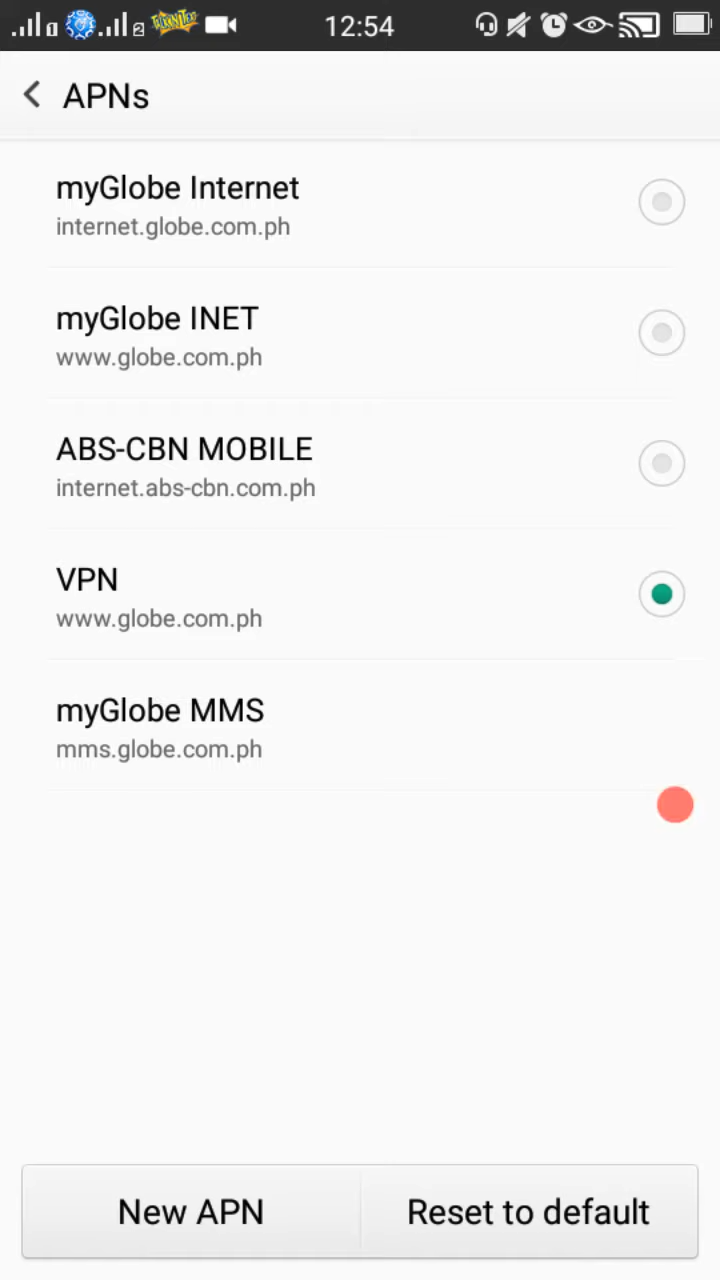 12:54
APNs
myGlobe Internet
internet.globe.com.ph
myGlobe INET
www.globe.com.ph
ABS-CBN MOBILE
internet.abs-cbn.com.ph
VPN
www.globe.com.ph
myGlobe MMS
mms.globe.com.ph
New APN
Reset to default